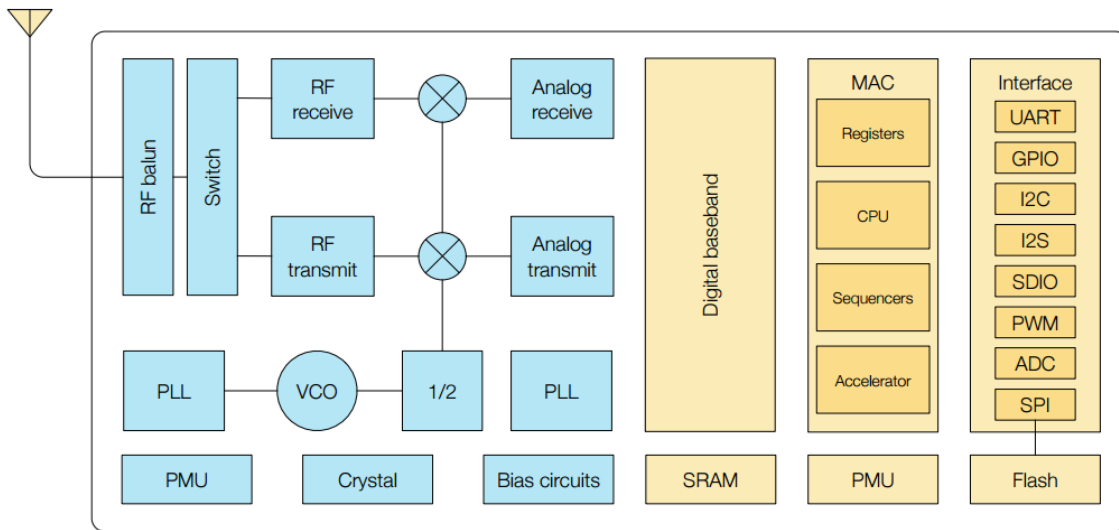 RF balun
Switch
RF
receive
Analog
receive
RF
transmit
Analog
transmit
PLL
VCO
1/2
PLL
PMU
Crystal
Bias circuits
Digital baseband
SRAM
MAC
Registers
CPU
Sequencers
Accelerator
PMU
Interface
UART
GPIO
I2C
I2S
SDIO
PWM
ADC
SPI
Flash